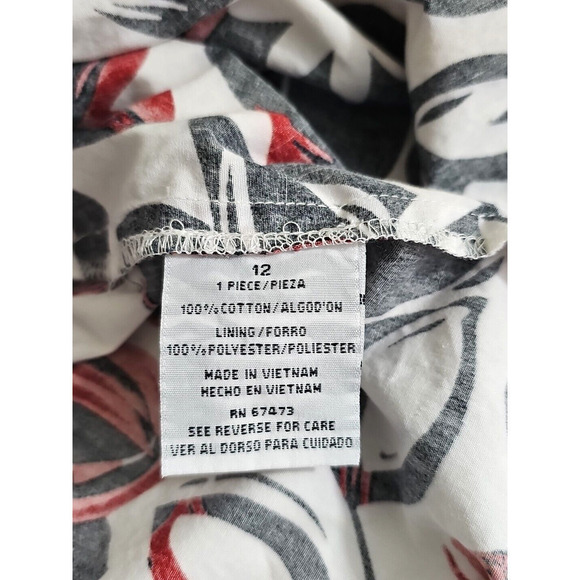 12
1 PIECE/PIEZA
100%COTTON/ALGOD'ON
LINING/FORRO
100%POLYESTER/POLIESTER
MADE IN VIETNAM
HECHO EN VIETNAM
RN 67473
SEE REVERSE FOR CARE
VER AL DORSO PARA CUIDADO